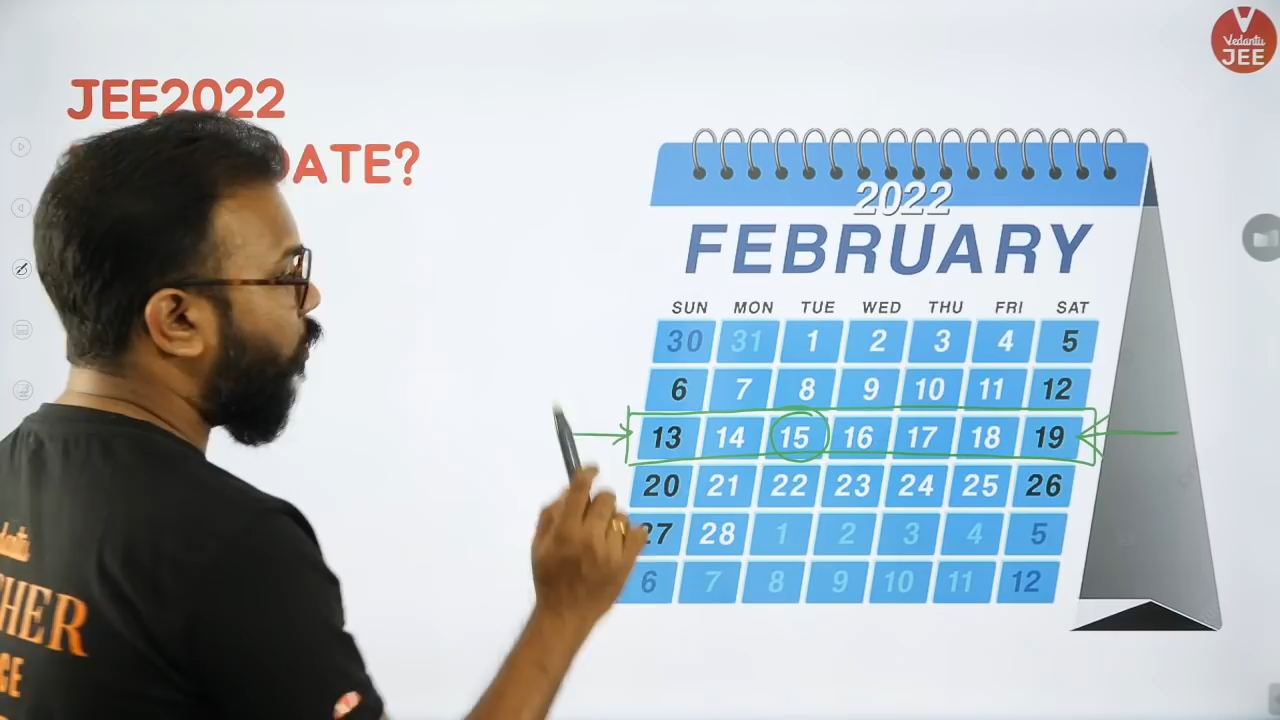 JEE2022
DATE?
Vedantu
JEE
2022
FEBRUARY
SUN MON TUE WED THU FRI SAT
30 31 1 2 3 4 5
6 7 8 9 10 11 12
13 14 15 16 17 18 19
20 21 22 23 24 25 26
27 28 1 2 3 4 5
6 7 8 9 10 11 12